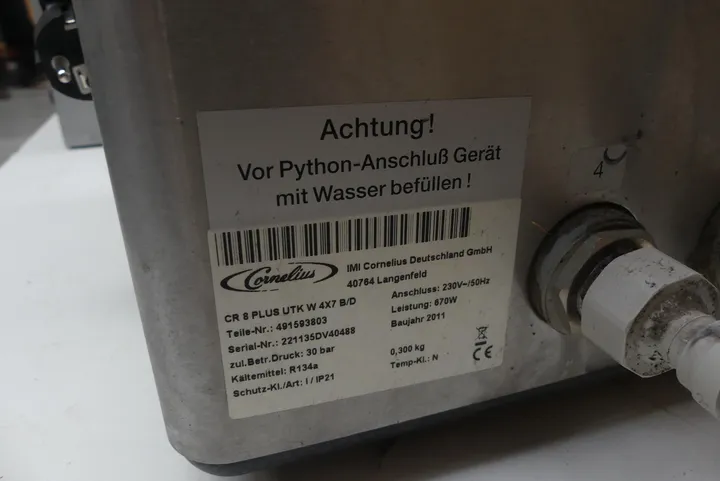 Achtung!
Vor Python-Anschluß Gerät
mit Wasser befüllen!
Cornelius
IMI Cornelius Deutschland GmbH
40764 Langenfeld
CR 8 PLUS UTK W 4X7 B/D
Teile-Nr.: 491593803
Serial-Nr.: 221135DV40488
zul.Betr.Druck: 30 bar
Kältemittel: R134a
Schutz-Kl./Art: I / IP21
Anschluss: 230V~/50Hz
Leistung: 670W
Baujahr 2011
0,300 kg
Temp-Kl.: N
CE
4